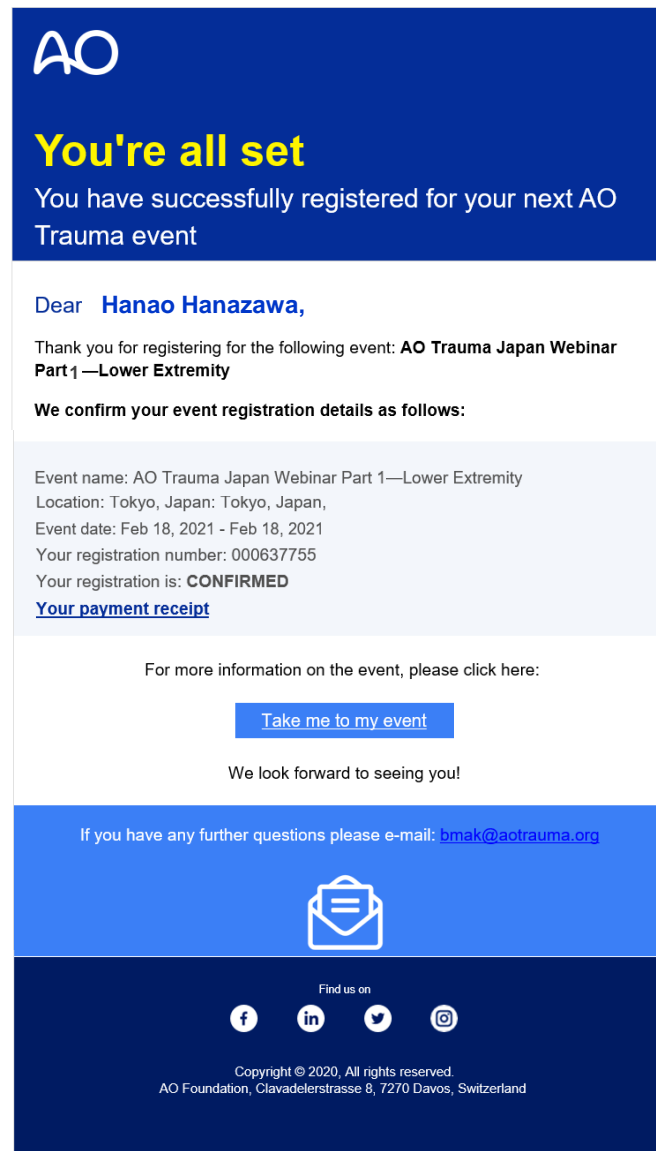 AO
You're all set
You have successfully registered for your next AO
Trauma event
Dear Hanao Hanazawa,
Thank you for registering for the following event: AO Trauma Japan Webinar
Part 1 —Lower Extremity
We confirm your event registration details as follows:
Event name: AO Trauma Japan Webinar Part 1—Lower Extremity
Location: Tokyo, Japan: Tokyo, Japan,
Event date: Feb 18, 2021 - Feb 18, 2021
Your registration number: 000637755
Your registration is: CONFIRMED
Your payment receipt
For more information on the event, please click here:
Take me to my event
We look forward to seeing you!
If you have any further questions please e-mail: bmak@aotrauma.org
Find us on
f in
Copyright © 2020, All rights reserved.
AO Foundation, Clavadelerstrasse 8, 7270 Davos, Switzerland